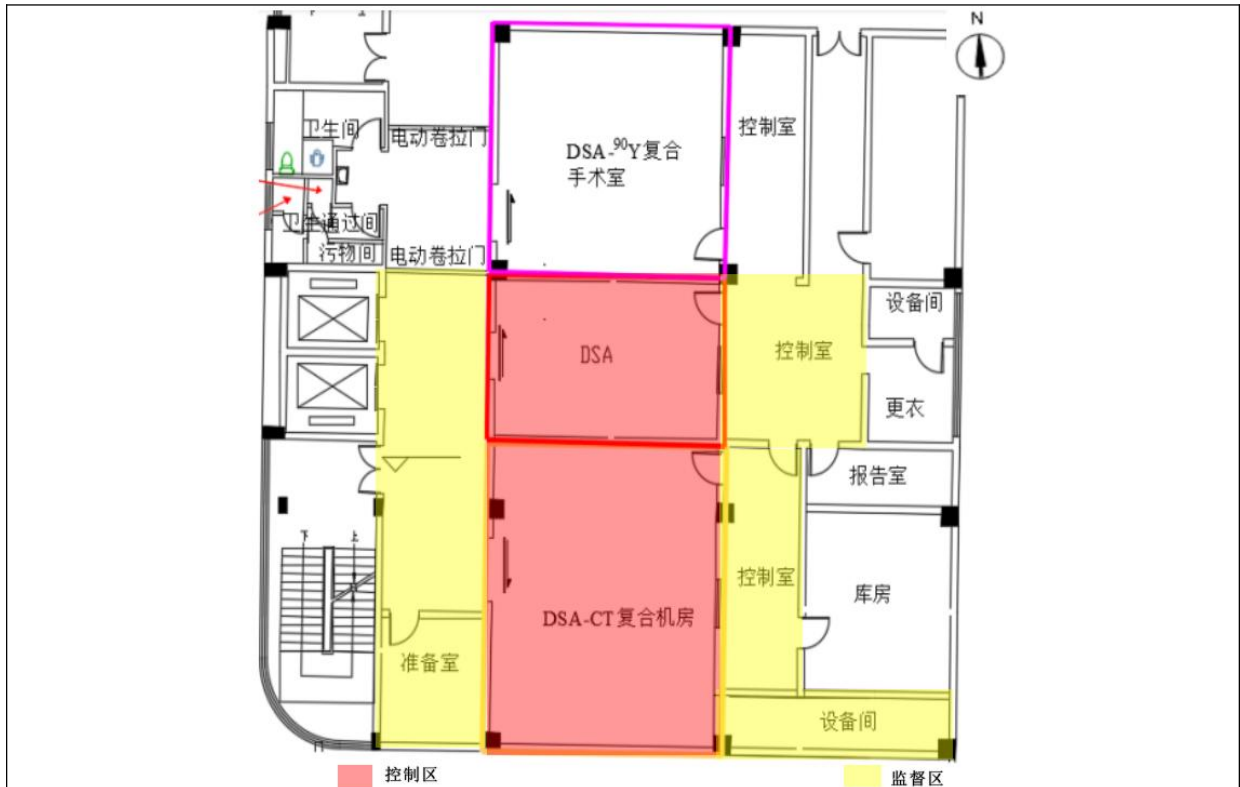 N
卫生间
电动卷拉门
控制室
DSA-⁹⁰Y复合
手术室
卫生通过间
污物间
电动卷拉门
设备间
DSA
控制室
更衣
报告室
下
上
控制室
库房
DSA-CT复合机房
准备室
设备间
控制区
监督区